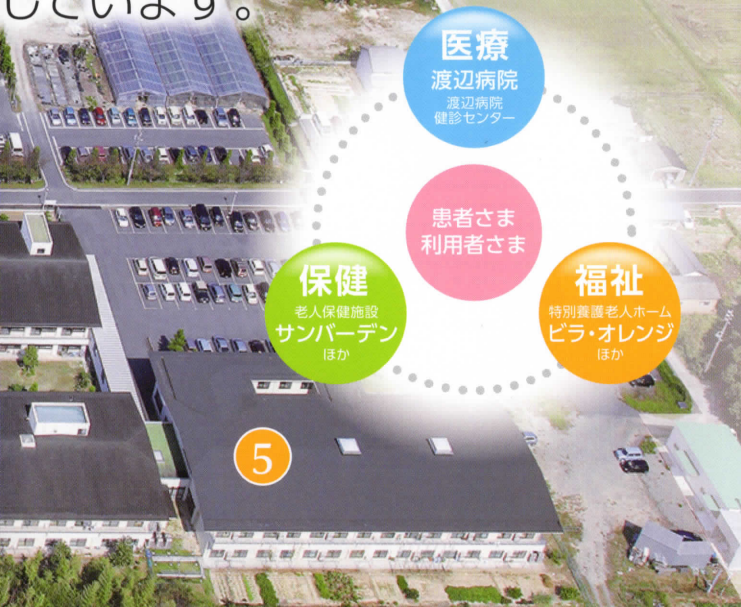 しています。
医療
渡辺病院
渡辺病院
健診センター
患者さま
利用者さま
保健
老人保健施設
サンバーデン
ほか
福祉
特別養護老人ホーム
ビラ・オレンジ
ほか
5